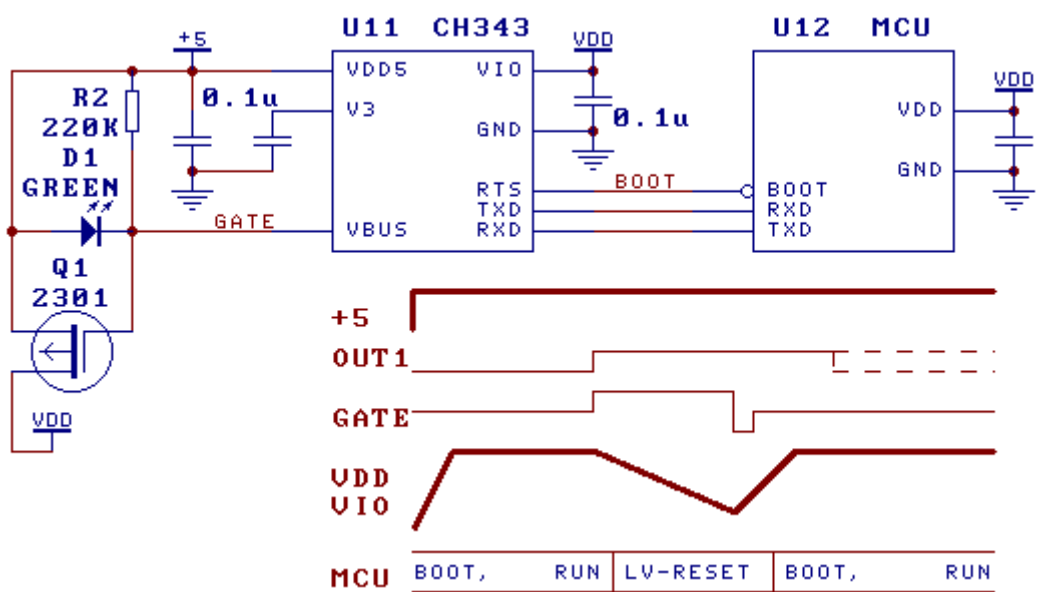 U11 CH343
U12 MCU
+5
VDD
VDD
VDD5
VIO
R2
220K
0.1u
V3
GND
0.1u
VDD
GND
D1
GREEN
RTS
BOOT
BOOT
TXD
RXD
RXD
TXD
GATE
VBUS
Q1
2301
VDD
+5
OUT1
GATE
VDD
VIO
MCU
BOOT, RUN
LV-RESET
BOOT, RUN